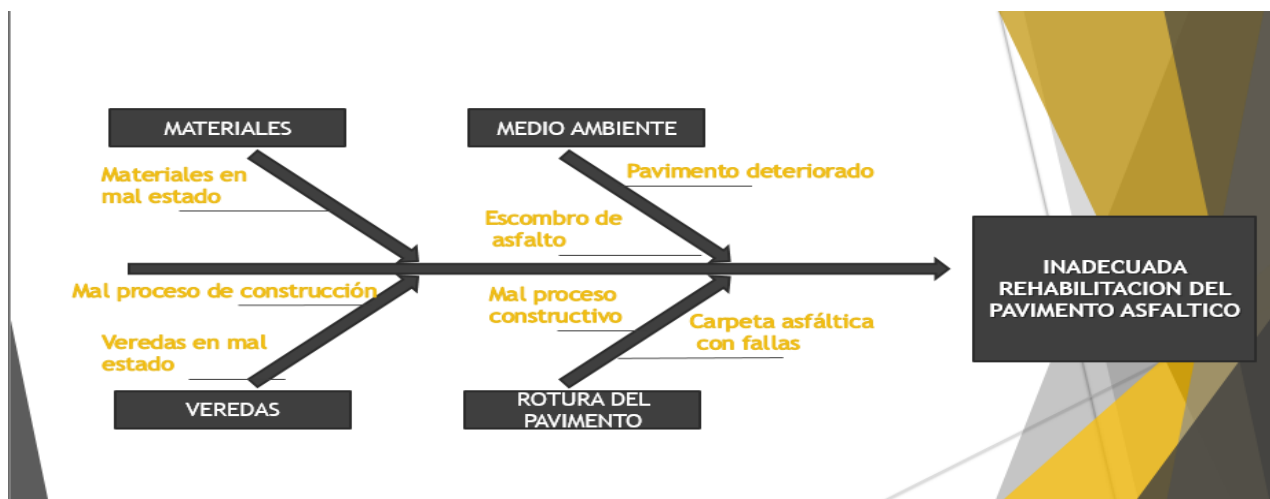 MATERIALES
Materiales en
mal estado
MEDIO AMBIENTE
Pavimento deteriorado
Escombro de
asfalto
Mal proceso de construcción
Veredas en mal
estado
VEREDAS
Mal proceso
constructivo
Carpeta asfáltica
con fallas
ROTURA DEL
PAVIMENTO
INADECUADA
REHABILITACION DEL
PAVIMENTO ASFALTICO